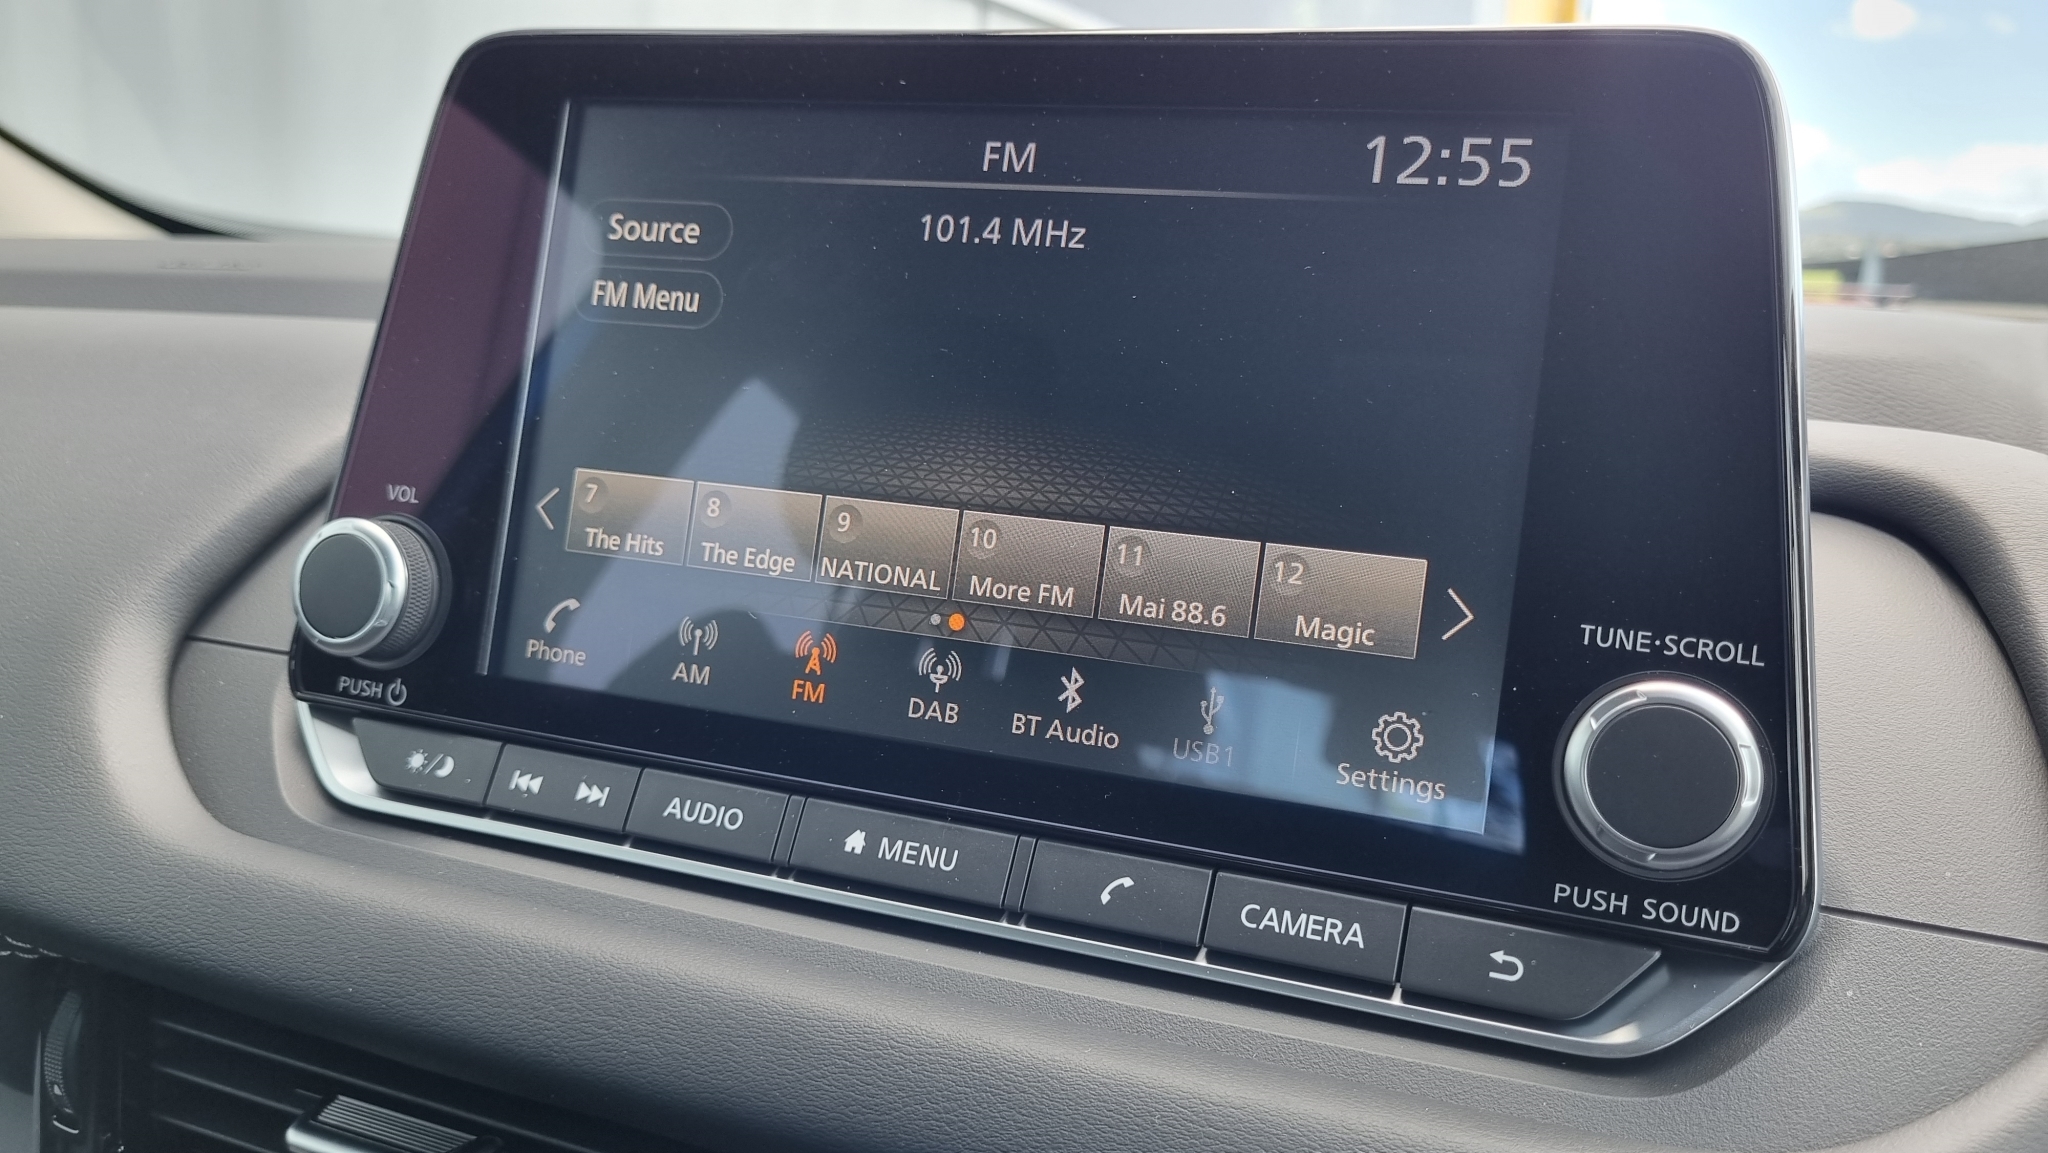 FM
12:55
Source
101.4 MHz
FM Menu
7
The Hits
8
The Edge
9
NATIONAL
10
More FM
11
Mai 88.6
12
Magic
Phone
AM
FM
DAB
BT Audio
USB1
Settings
VOL
PUSH
TUNE·SCROLL
PUSH SOUND
AUDIO
MENU
CAMERA